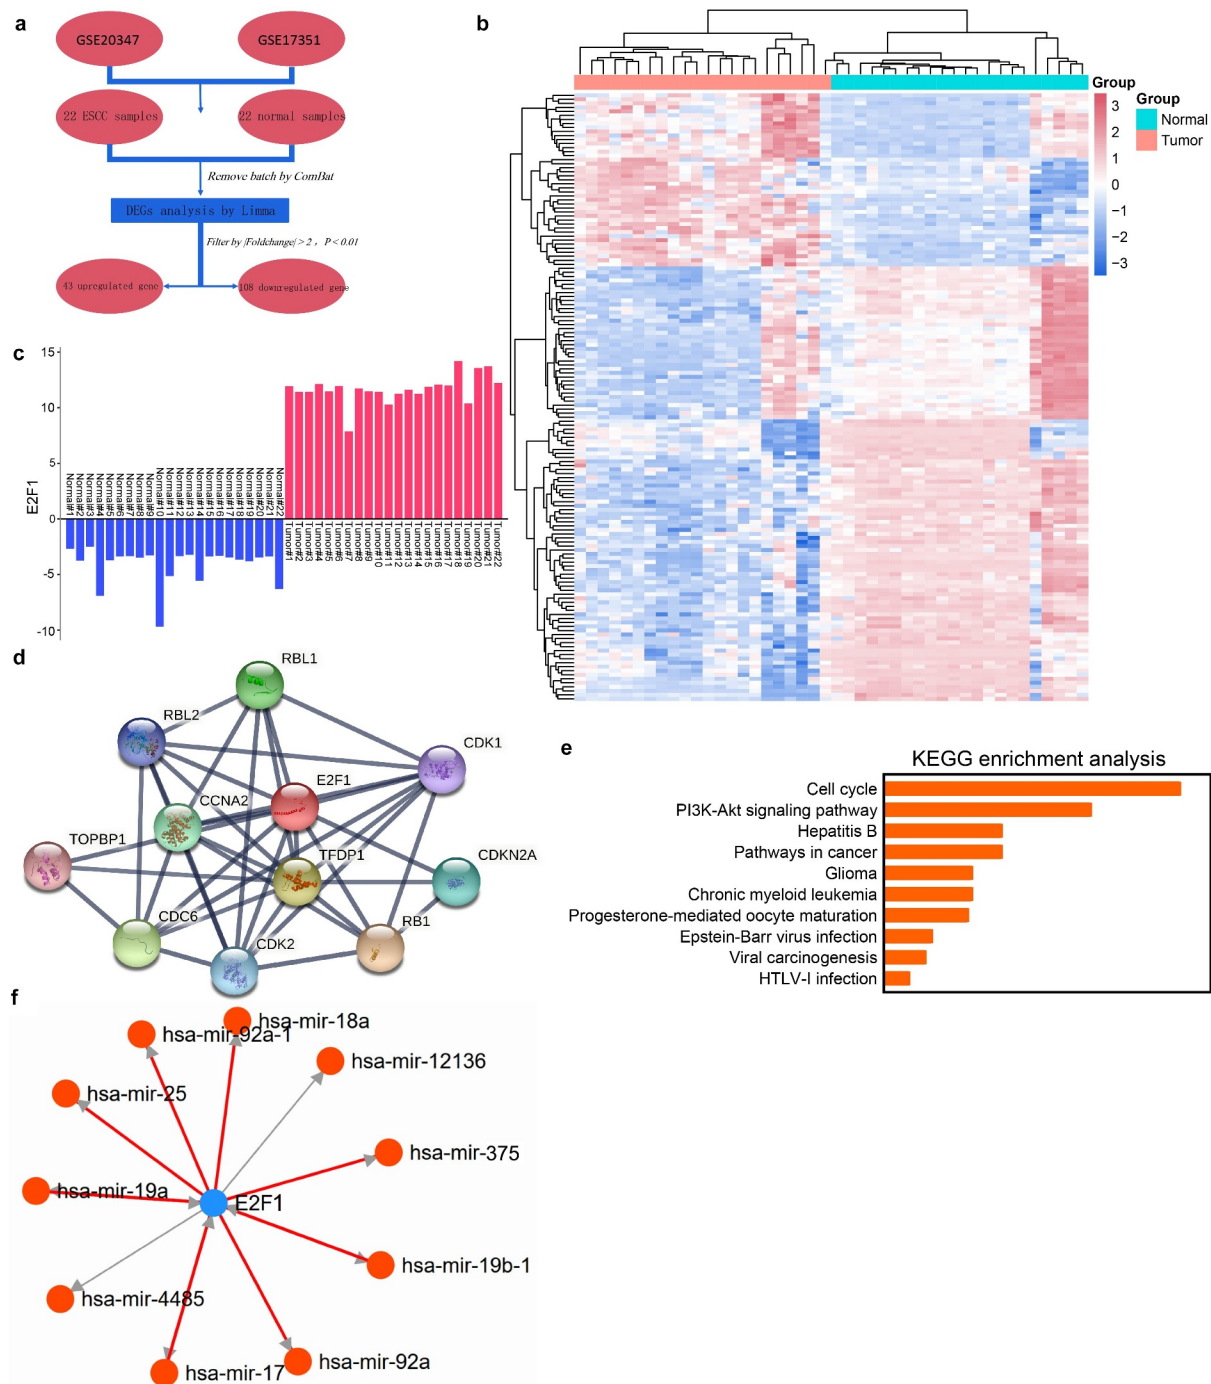 a
GSE20347
GSE17351
22 ESCC samples
22 normal samples
Remove batch by ComBat
DEGs analysis by Limma
Filter by |Foldchange| > 2 , P < 0.01
43 upregulated gene
108 downregulated gene
b
Group
3
2
1
0
−1
−2
−3
Group
Normal
Tumor
c
E2F1
15
10
5
0
-5
-10
Normal#1
Normal#2
Normal#3
Normal#4
Normal#5
Normal#6
Normal#7
Normal#8
Normal#9
Normal#10
Normal#11
Normal#12
Normal#13
Normal#14
Normal#15
Normal#16
Normal#17
Normal#18
Normal#19
Normal#20
Normal#21
Normal#22
Tumor#1
Tumor#2
Tumor#3
Tumor#4
Tumor#5
Tumor#6
Tumor#7
Tumor#8
Tumor#9
Tumor#10
Tumor#11
Tumor#12
Tumor#13
Tumor#14
Tumor#15
Tumor#16
Tumor#17
Tumor#18
Tumor#19
Tumor#20
Tumor#21
Tumor#22
d
RBL1
RBL2
CDK1
E2F1
CCNA2
TOPBP1
TFDP1
CDKN2A
CDC6
RB1
CDK2
e
KEGG enrichment analysis
Cell cycle
PI3K-Akt signaling pathway
Hepatitis B
Pathways in cancer
Glioma
Chronic myeloid leukemia
Progesterone-mediated oocyte maturation
Epstein-Barr virus infection
Viral carcinogenesis
HTLV-I infection
f
hsa-mir-18a
hsa-mir-92a-1
hsa-mir-12136
hsa-mir-25
hsa-mir-375
hsa-mir-19a
E2F1
hsa-mir-19b-1
hsa-mir-4485
hsa-mir-92a
hsa-mir-17